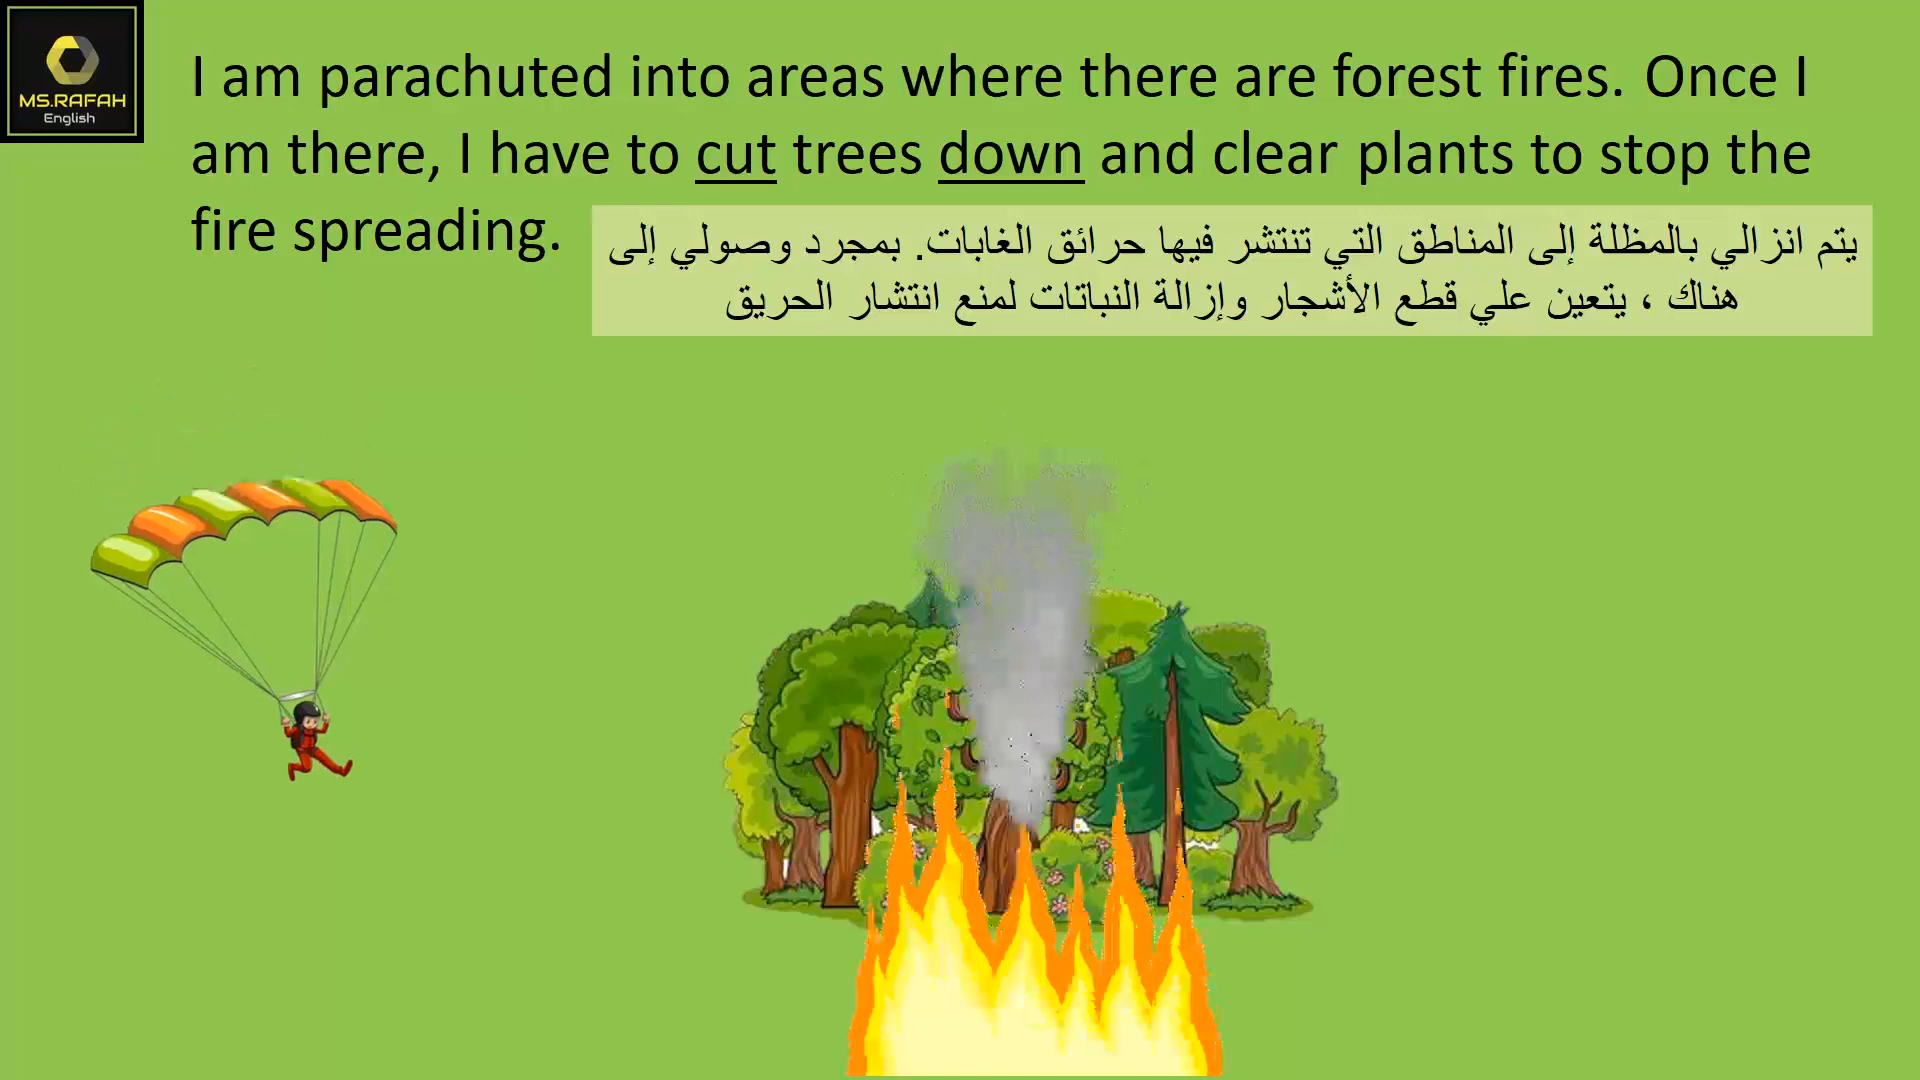 MS.RAFAH
English
I am parachuted into areas where there are forest fires. Once I
am there, I have to cut trees down and clear plants to stop the
fire spreading.
يتم انزالي بالمظلة إلى المناطق التي تنتشر فيها حرائق الغابات. بمجرد وصولي إلى
هناك ، يتعين علي قطع الأشجار وإزالة النباتات لمنع انتشار الحريق